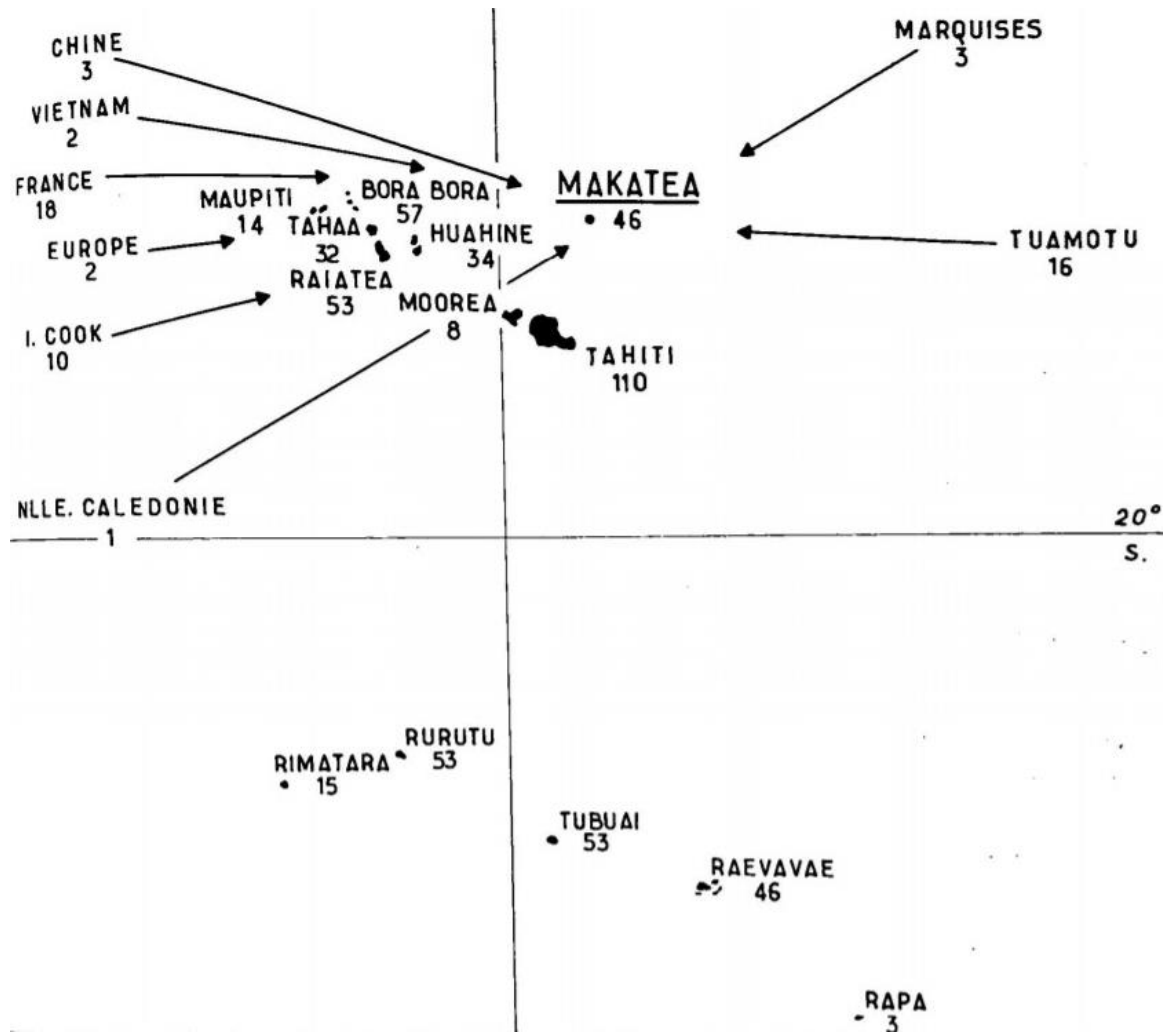 CHINE
3
MARQUISES
3
VIETNAM
2
FRANCE
18
MAUPITI
14
BORA BORA
57
MAKATEA
46
TAHAA
32
HUAHINE
34
EUROPE
2
TUAMOTU
16
RAIATEA
53
MOOREA
8
I. COOK
10
TAHITI
110
NLLE. CALEDONIE
1
20°
S.
RURUTU
53
RIMATARA
15
TUBUAI
53
RAEVAVAE
46
RAPA
3